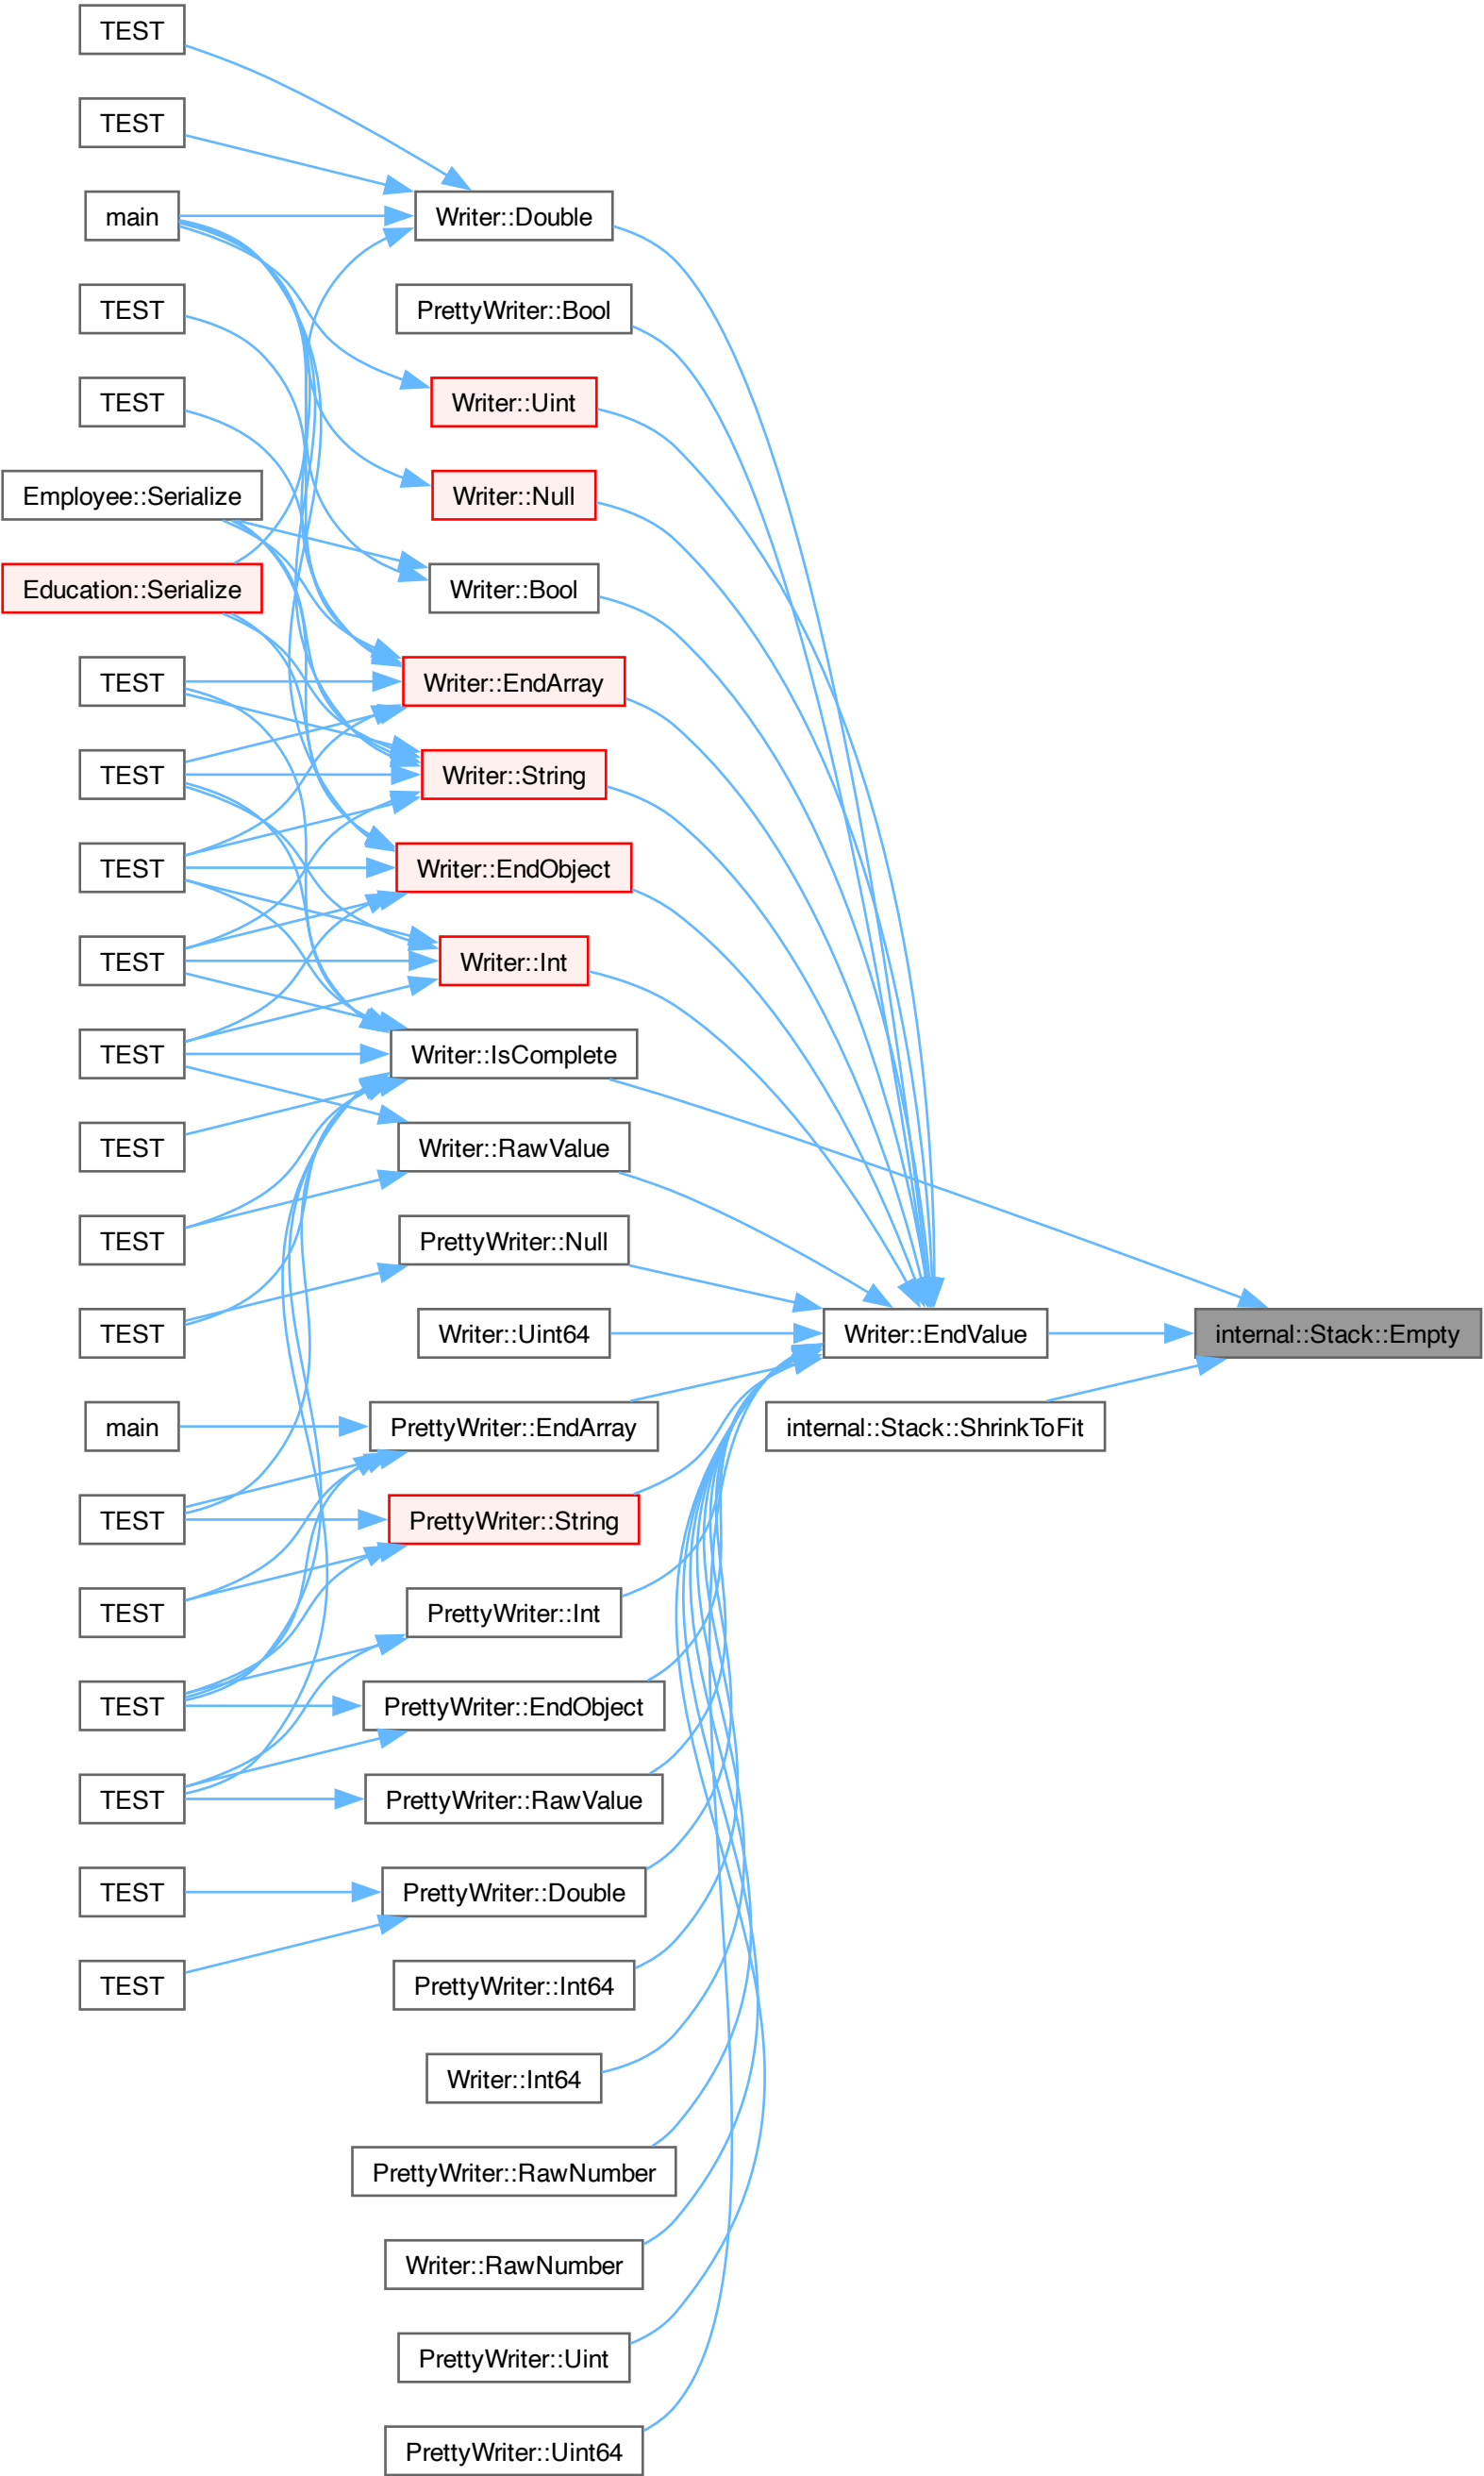 TEST
TEST
main
Writer::Double
TEST
PrettyWriter::Bool
TEST
Writer::Uint
Employee::Serialize
Writer::Null
Education::Serialize
Writer::Bool
TEST
Writer::EndArray
TEST
Writer::String
TEST
Writer::EndObject
TEST
Writer::Int
TEST
Writer::IsComplete
TEST
Writer::RawValue
TEST
PrettyWriter::Null
TEST
Writer::Uint64
Writer::EndValue
internal::Stack::Empty
main
PrettyWriter::EndArray
internal::Stack::ShrinkToFit
TEST
PrettyWriter::String
TEST
PrettyWriter::Int
TEST
PrettyWriter::EndObject
TEST
PrettyWriter::RawValue
TEST
PrettyWriter::Double
TEST
PrettyWriter::Int64
Writer::Int64
PrettyWriter::RawNumber
Writer::RawNumber
PrettyWriter::Uint
PrettyWriter::Uint64